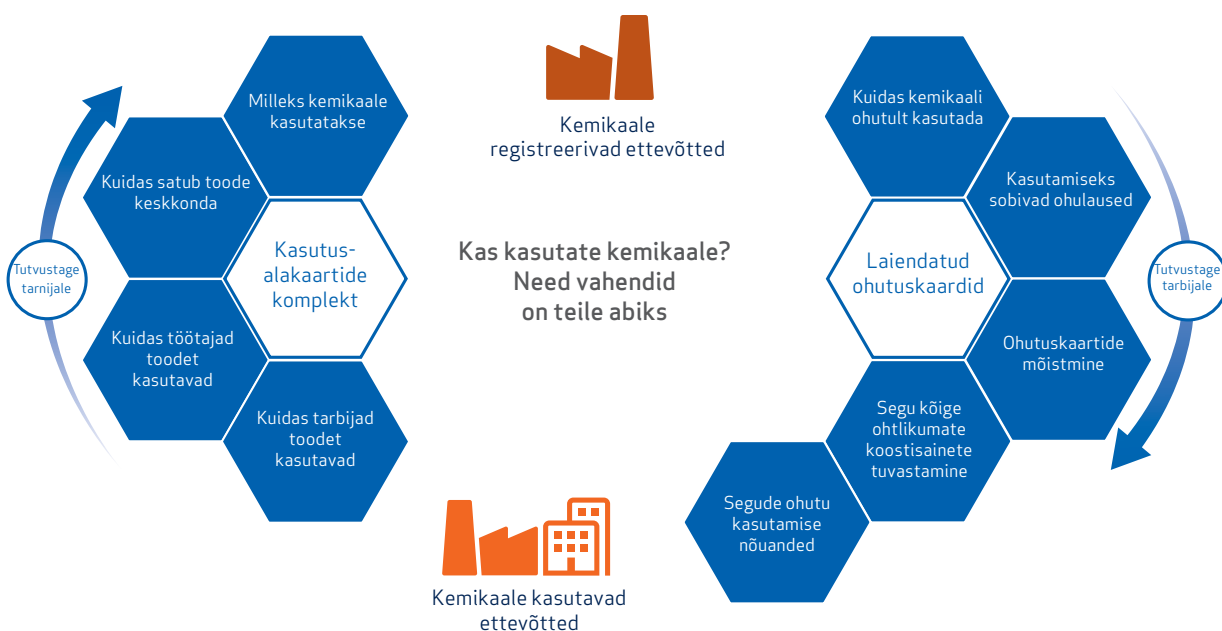 Milleks kemikaale
kasutatakse
Kuidas satub toode
keskkonda
Tutvustage
tarnijale
Kasutus-
alakaartide
komplekt
Kuidas töötajad
toodet
kasutavad
Kuidas tarbijad
toodet
kasutavad
Kemikaale
registreerivad ettevõtted
Kas kasutate kemikaale?
Need vahendid
on teile abiks
Kemikaale kasutavad
ettevõtted
Kuidas kemikaali
ohutult kasutada
Kasutamiseks
sobivad ohulaused
Laiendatud
ohutuskaardid
Tutvustage
tarbijale
Ohutuskaartide
mõistmine
Segu kõige
ohtlikumate
koostisainete
tuvastamine
Segude ohutu
kasutamise
nõuanded